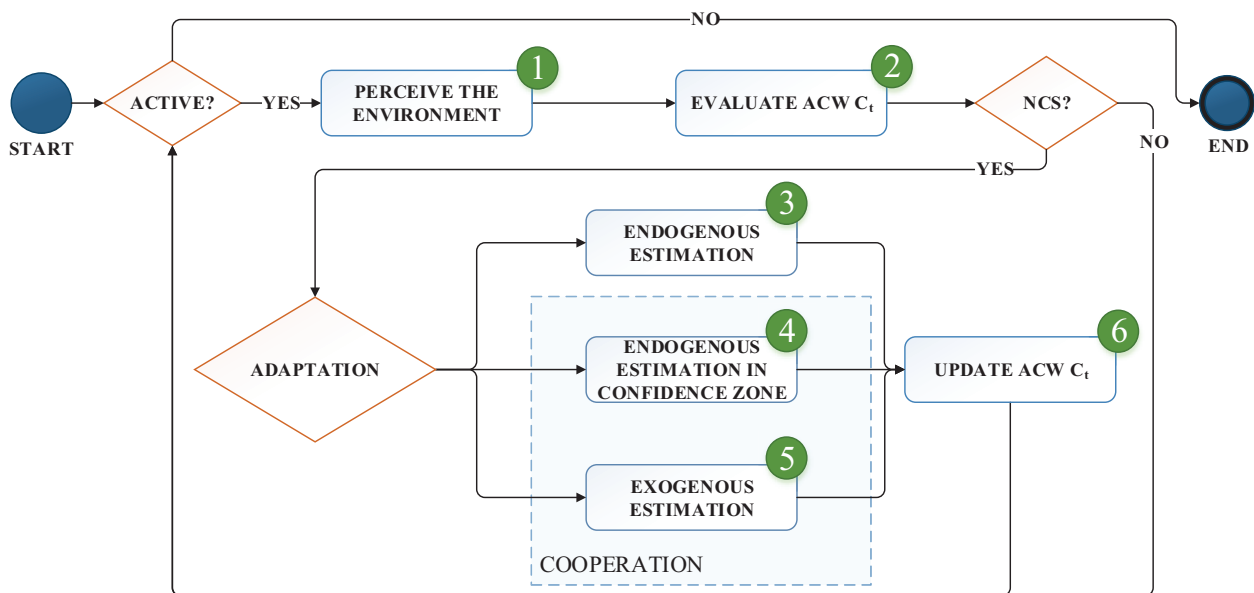 NO
1
2
ACTIVE?
YES
PERCEIVE THE
ENVIRONMENT
EVALUATE ACW Cₜ
NCS?
START
NO
END
YES
3
ENDOGENOUS
ESTIMATION
4
ENDOGENOUS
ESTIMATION IN
CONFIDENCE ZONE
6
ADAPTATION
UPDATE ACW Cₜ
5
EXOGENOUS
ESTIMATION
COOPERATION